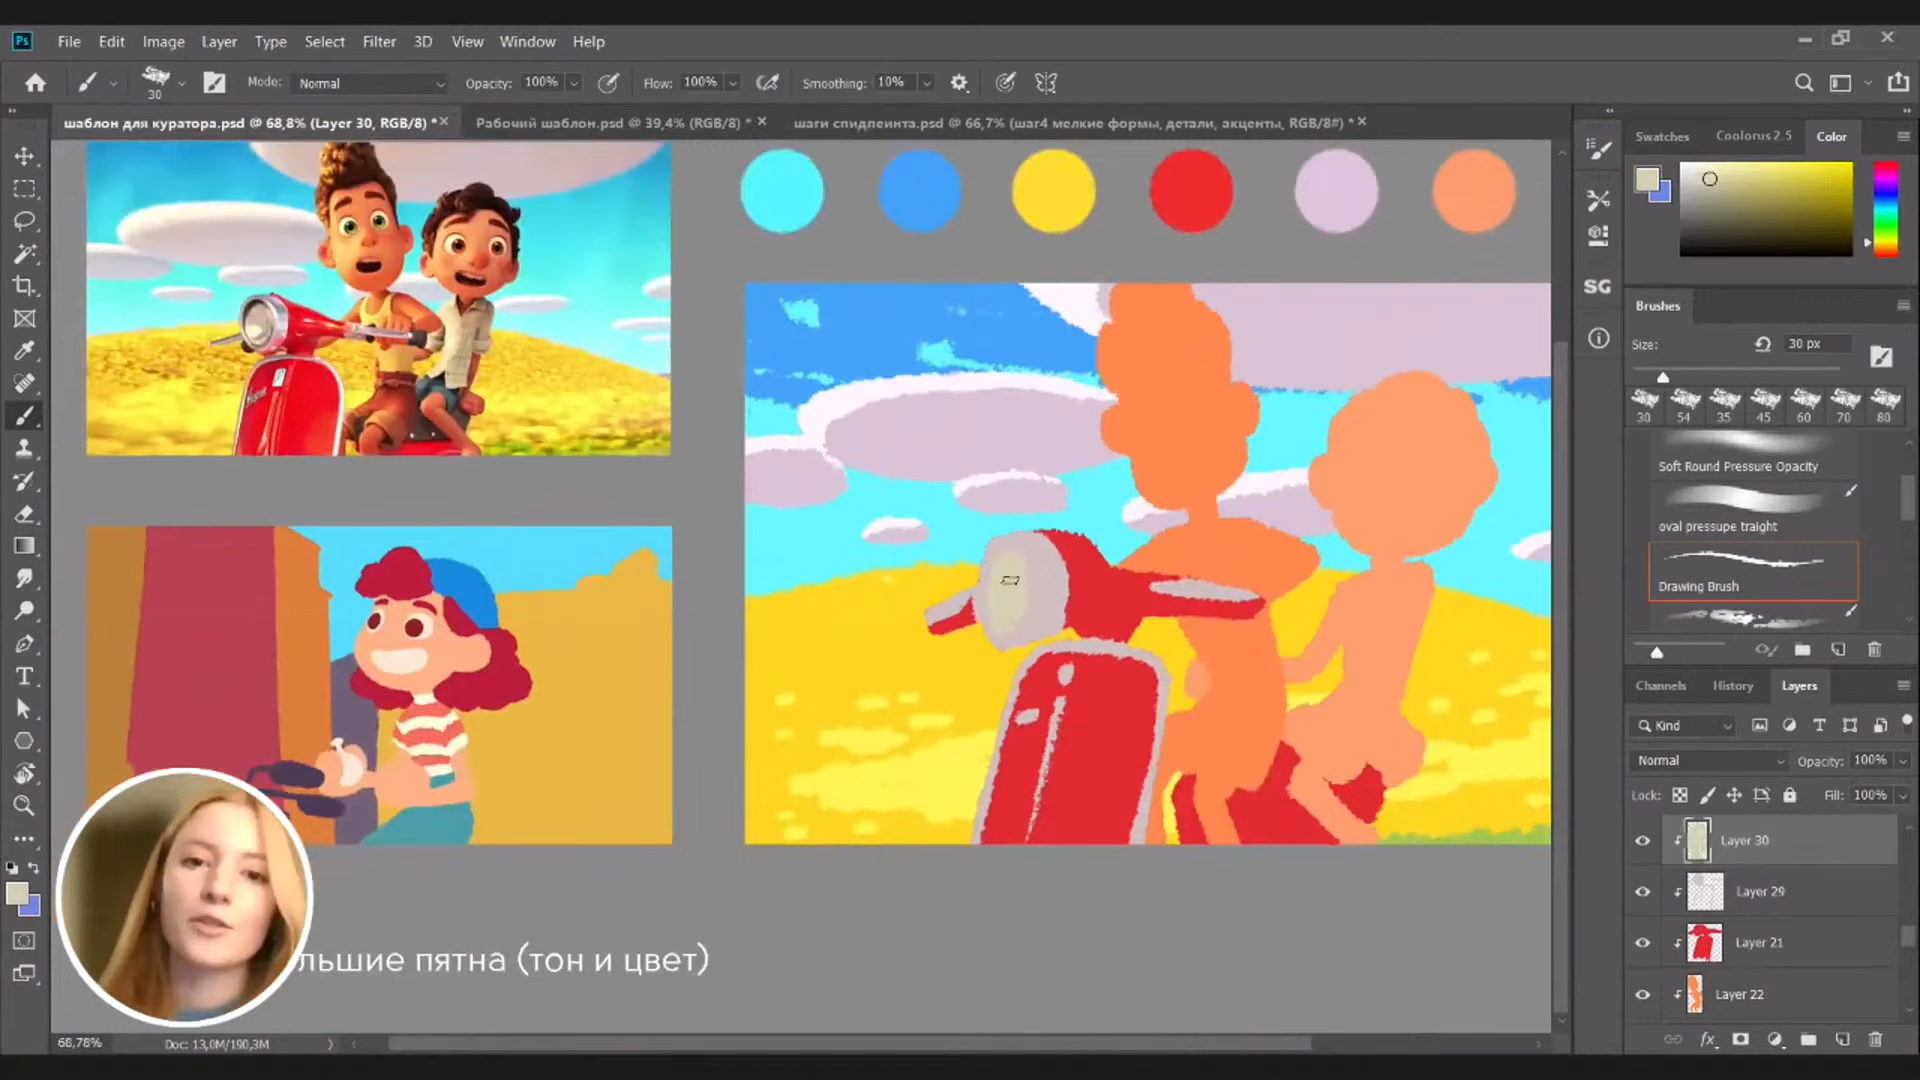 Ps File Edit Image Layer Type Select Filter 3D View Window Help
30 Mode: Normal Opacity: 100% Flow: 100% Smoothing: 10%
шаблон для куратора.psd @ 68,8% (Layer 30, RGB/8) * Рабочий шаблон.psd @ 39,4% (RGB/8) * шаги спидпеинта.psd @ 66,7% (шаг4 мелкие формы, детали, акценты, RGB/8#) *
Swatches Coolorus 2.5 Color
SG
Brushes
Size: 30 px
30 54 35 45 60 70 80
Soft Round Pressure Opacity
oval pressupe traight
Drawing Brush
Channels History Layers
Kind
Normal Opacity: 100%
Lock: Fill: 100%
Layer 30
Layer 29
Layer 21
Layer 22
fx
льшие пятна (тон и цвет)
68,78% Doc: 13,0M/190,3M